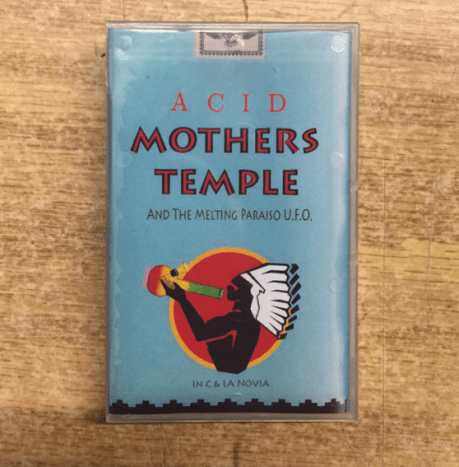 ACID
MOTHERS
TEMPLE
AND THE MELTING PARAISO U.F.O.
IN C & LA NOVIA